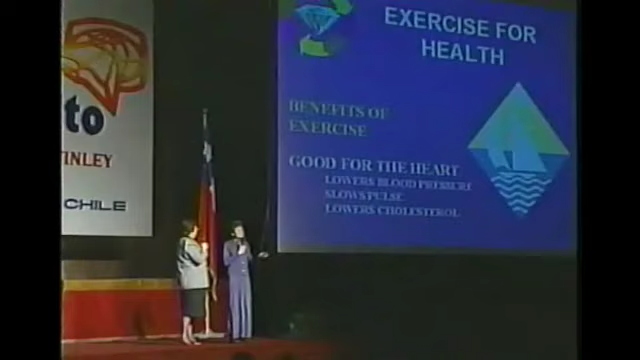 to
FINLEY
CHILE
EXERCISE FOR
HEALTH
BENEFITS OF
EXERCISE
GOOD FOR THE HEART
LOWERS BLOOD PRESSURE
SLOWS PULSE
LOWERS CHOLESTEROL